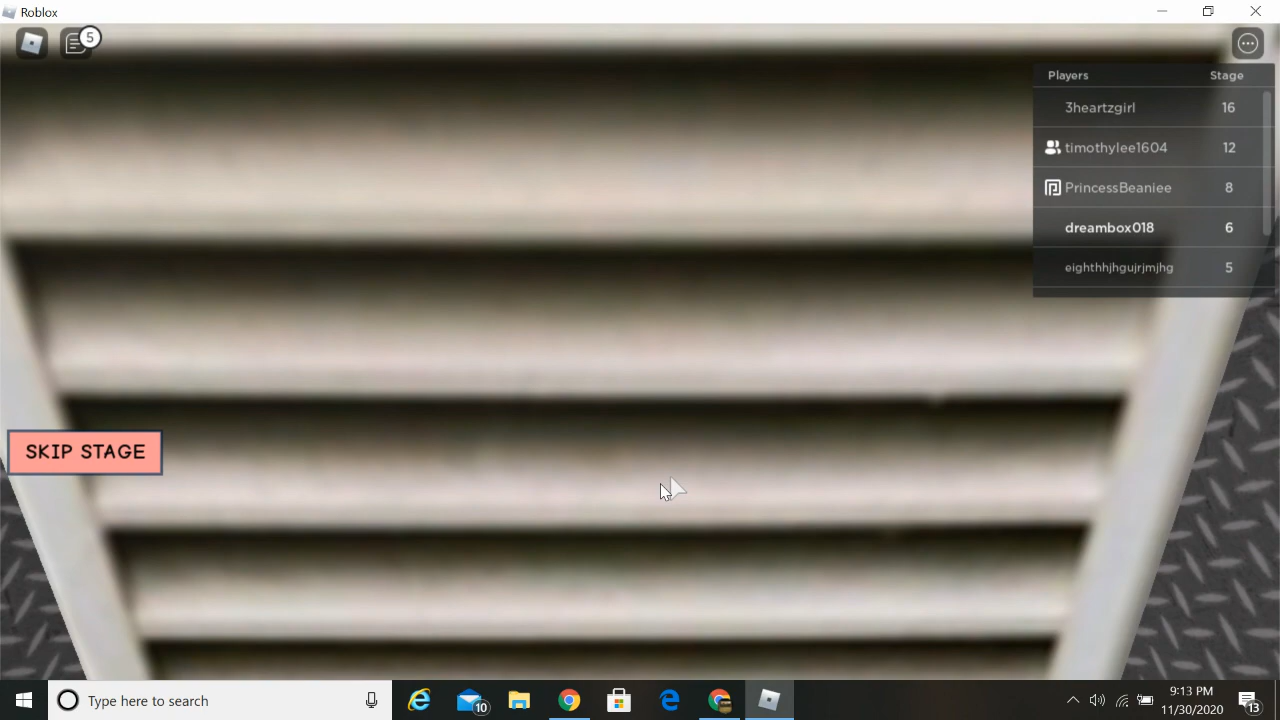 Roblox
5
Players Stage
3heartzgirl 16
timothylee1604 12
PrincessBeaniee 8
dreambox018 6
eighthhjhgujrjmjhg 5
SKIP STAGE
Type here to search
10
9:13 PM
11/30/2020
13